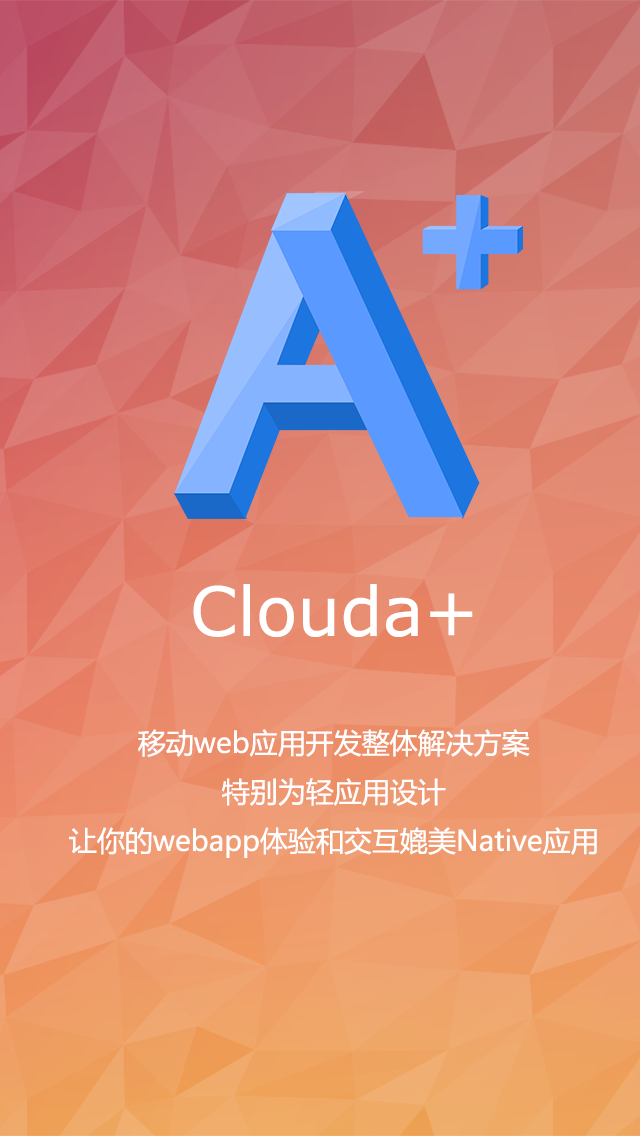 A+
Clouda+
移动web应用开发整体解决方案
特别为轻应用设计
让你的webapp体验和交互媲美Native应用